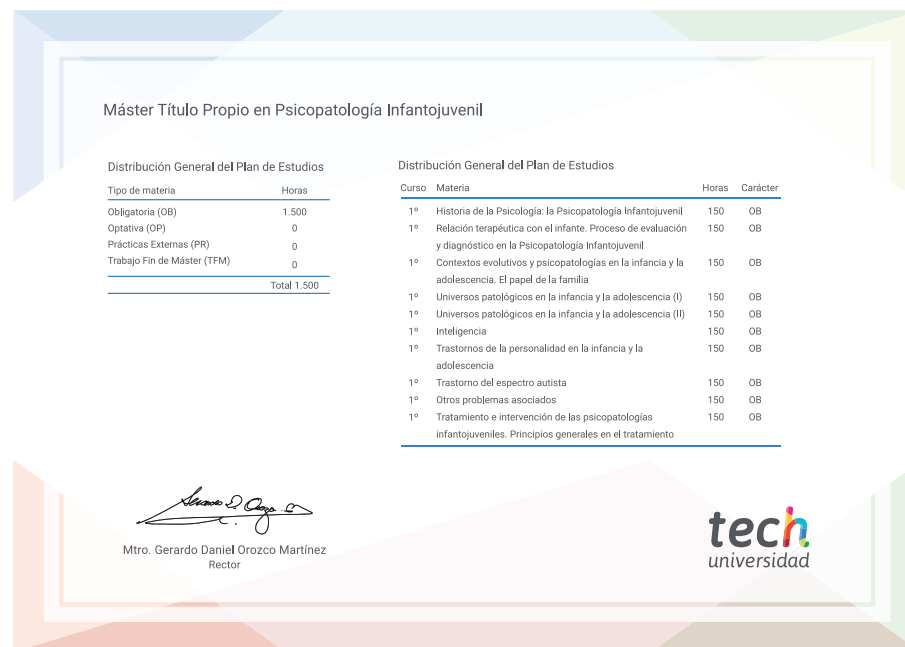 Máster Título Propio en Psicopatología Infantojuvenil
Distribución General del Plan de Estudios
Tipo de materia Horas
Obligatoria (OB) 1.500
Optativa (OP) 0
Prácticas Externas (PR) 0
Trabajo Fin de Máster (TFM) 0
Total 1.500
Distribución General del Plan de Estudios
Curso Materia Horas Carácter
1º Historia de la Psicología: la Psicopatología Infantojuvenil 150 OB
1º Relación terapéutica con el infante. Proceso de evaluación 150 OB
y diagnóstico en la Psicopatología Infantojuvenil
1º Contextos evolutivos y psicopatologías en la infancia y la 150 OB
adolescencia. El papel de la familia
1º Universos patológicos en la infancia y la adolescencia (I) 150 OB
1º Universos patológicos en la infancia y la adolescencia (II) 150 OB
1º Inteligencia 150 OB
1º Trastornos de la personalidad en la infancia y la 150 OB
adolescencia
1º Trastorno del espectro autista 150 OB
1º Otros problemas asociados 150 OB
1º Tratamiento e intervención de las psicopatologías 150 OB
infantojuveniles. Principios generales en el tratamiento
Mtro. Gerardo Daniel Orozco Martínez
Rector
tech
universidad